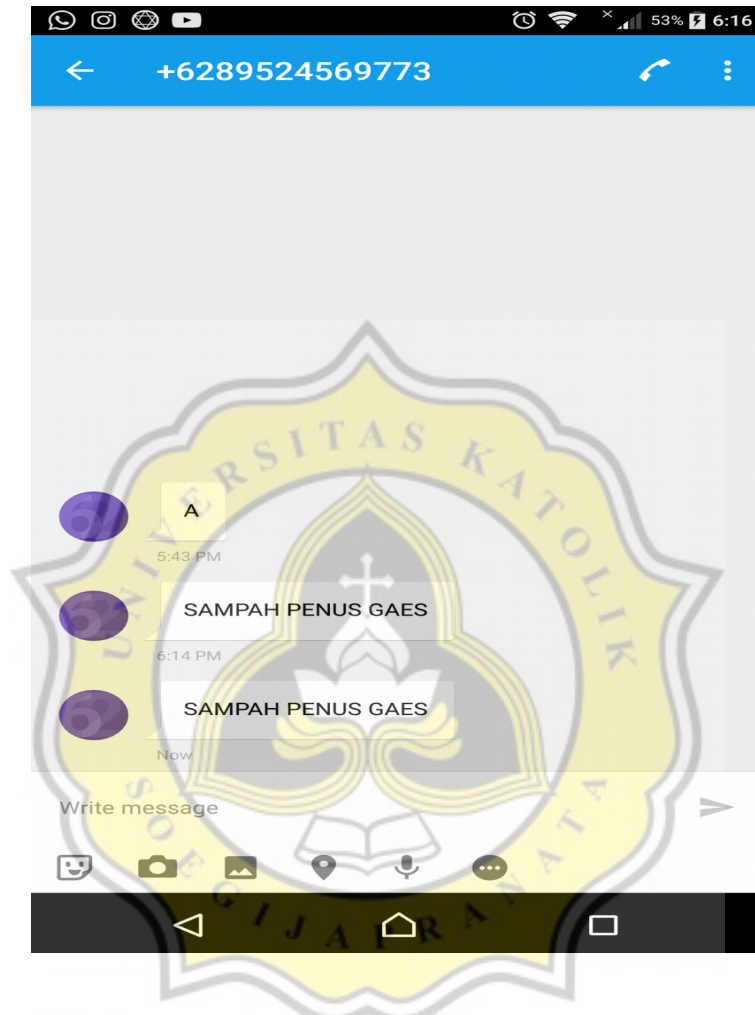 53% 6:16
+6289524569773
A
5:43 PM
SAMPAH PENUS GAES
6:14 PM
SAMPAH PENUS GAES
Now
Write message
UNIVERSITAS KATOLIK
SOEGIJAPRANATA